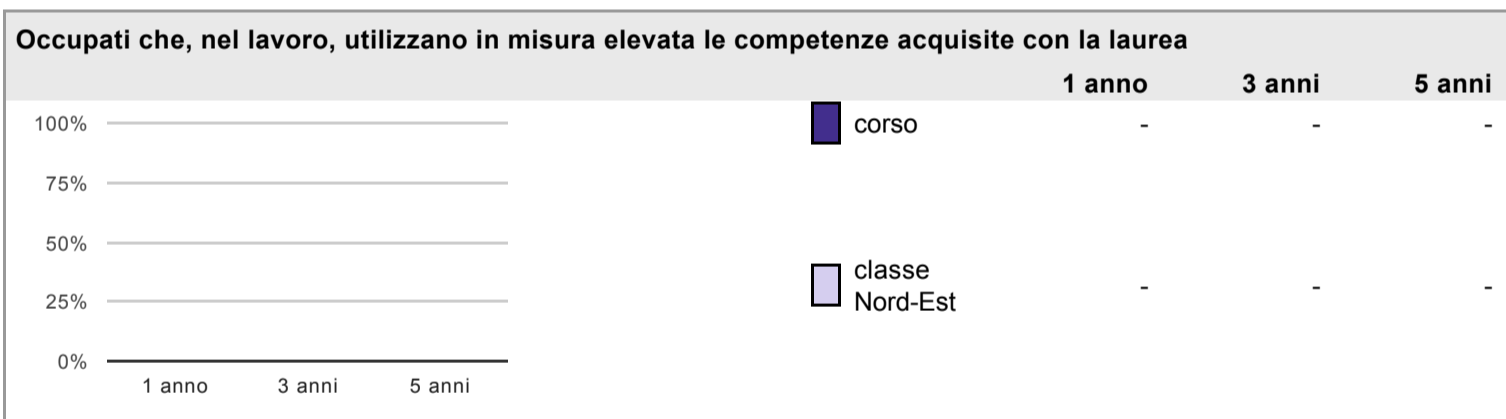 Occupati che, nel lavoro, utilizzano in misura elevata le competenze acquisite con la laurea
1 anno 3 anni 5 anni
100%
75%
50%
25%
0%
1 anno 3 anni 5 anni
corso - - -
classe
Nord-Est - - -